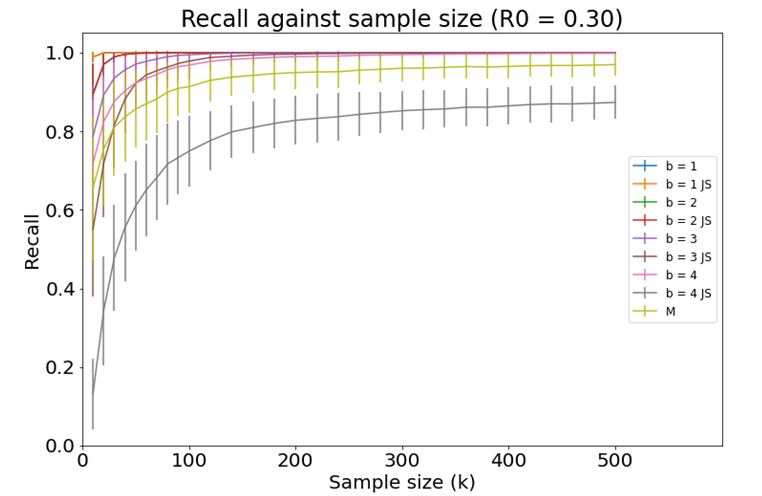 Recall against sample size (R0 = 0.30)
1.0
0.8
0.6
0.4
0.2
0.0
Recall
0
100
200
300
400
500
Sample size (k)
b = 1
b = 1 JS
b = 2
b = 2 JS
b = 3
b = 3 JS
b = 4
b = 4 JS
M